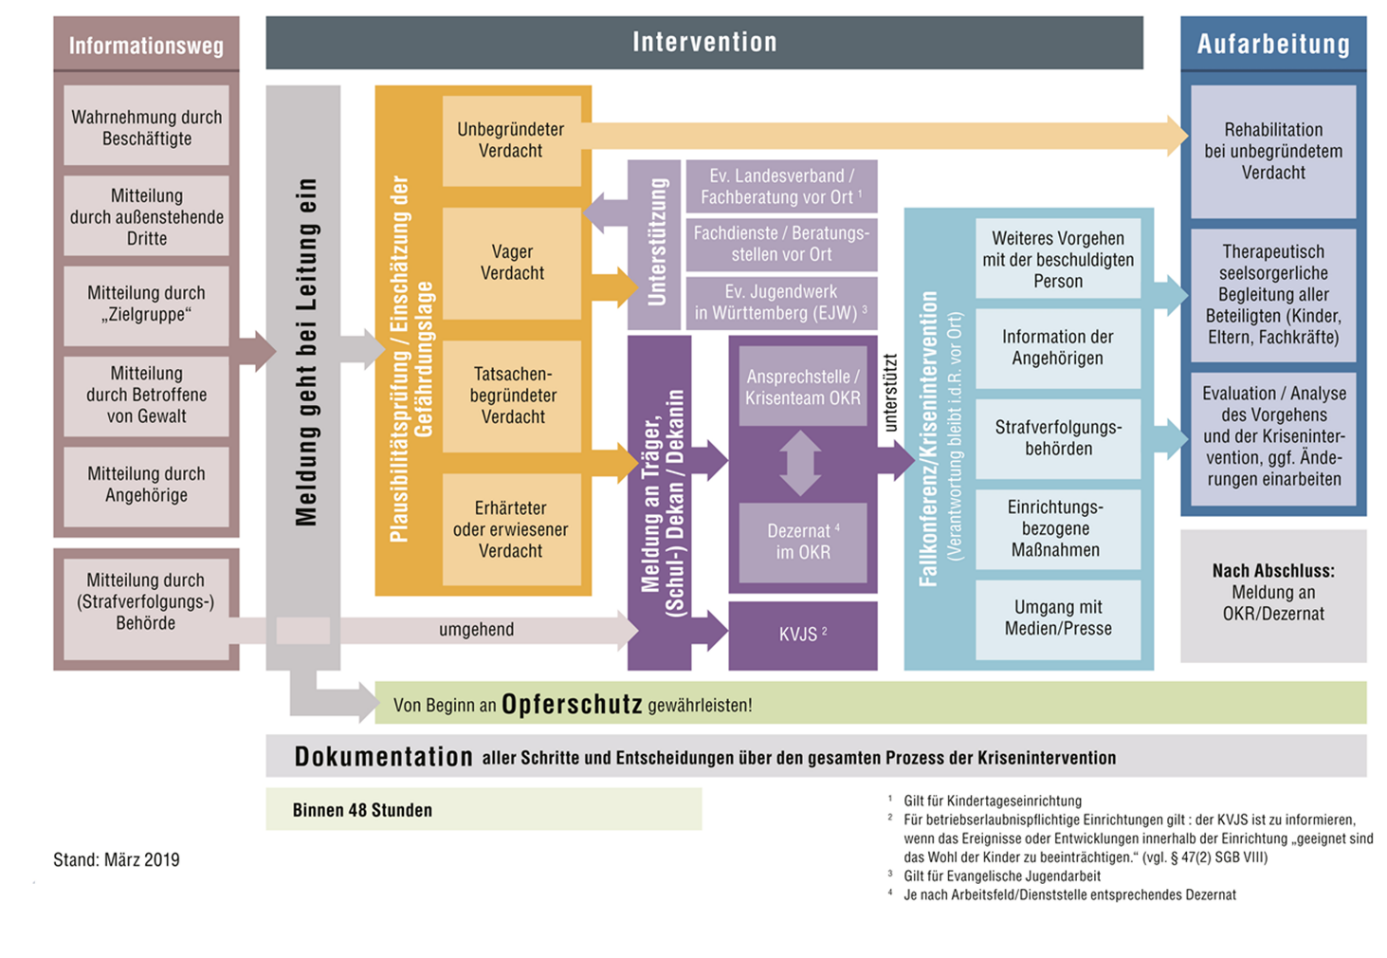 Informationsweg
Wahrnehmung durch
Beschäftigte
Mitteilung
durch außenstehende
Dritte
Mitteilung durch
„Zielgruppe“
Mitteilung
durch Betroffene
von Gewalt
Mitteilung durch
Angehörige
Mitteilung durch
(Strafverfolgungs-)
Behörde
Intervention
Meldung geht bei Leitung ein
Plausibilitätsprüfung / Einschätzung der
Gefährdungslage
Unbegründeter
Verdacht
Vager
Verdacht
Tatsachen-
begründeter
Verdacht
Erhärteter
oder erwiesener
Verdacht
umgehend
Unterstützung
Ev. Landesverband /
Fachberatung vor Ort ¹
Fachdienste / Beratungs-
stellen vor Ort
Ev. Jugendwerk
in Württemberg (EJW) ³
Meldung an Träger,
(Schul-) Dekan / Dekanin
Ansprechstelle /
Krisenteam OKR
Dezernat ⁴
im OKR
KVJS ²
unterstützt
Fallkonferenz/Krisenintervention
(Verantwortung bleibt i.d.R. vor Ort)
Weiteres Vorgehen
mit der beschuldigten
Person
Information der
Angehörigen
Strafverfolgungs-
behörden
Einrichtungs-
bezogene
Maßnahmen
Umgang mit
Medien/Presse
Aufarbeitung
Rehabilitation
bei unbegründetem
Verdacht
Therapeutisch
seelsorgerliche
Begleitung aller
Beteiligten (Kinder,
Eltern, Fachkräfte)
Evaluation / Analyse
des Vorgehens
und der Kriseninter-
vention, ggf. Ände-
rungen einarbeiten
Nach Abschluss:
Meldung an
OKR/Dezernat
Von Beginn an Opferschutz gewährleisten!
Dokumentation aller Schritte und Entscheidungen über den gesamten Prozess der Krisenintervention
Binnen 48 Stunden
Stand: März 2019
¹ Gilt für Kindertageseinrichtung
² Für betriebserlaubnispflichtige Einrichtungen gilt : der KVJS ist zu informieren,
wenn das Ereignisse oder Entwicklungen innerhalb der Einrichtung „geeignet sind
das Wohl der Kinder zu beeinträchtigen.“ (vgl. § 47(2) SGB VIII)
³ Gilt für Evangelische Jugendarbeit
⁴ Je nach Arbeitsfeld/Dienststelle entsprechendes Dezernat